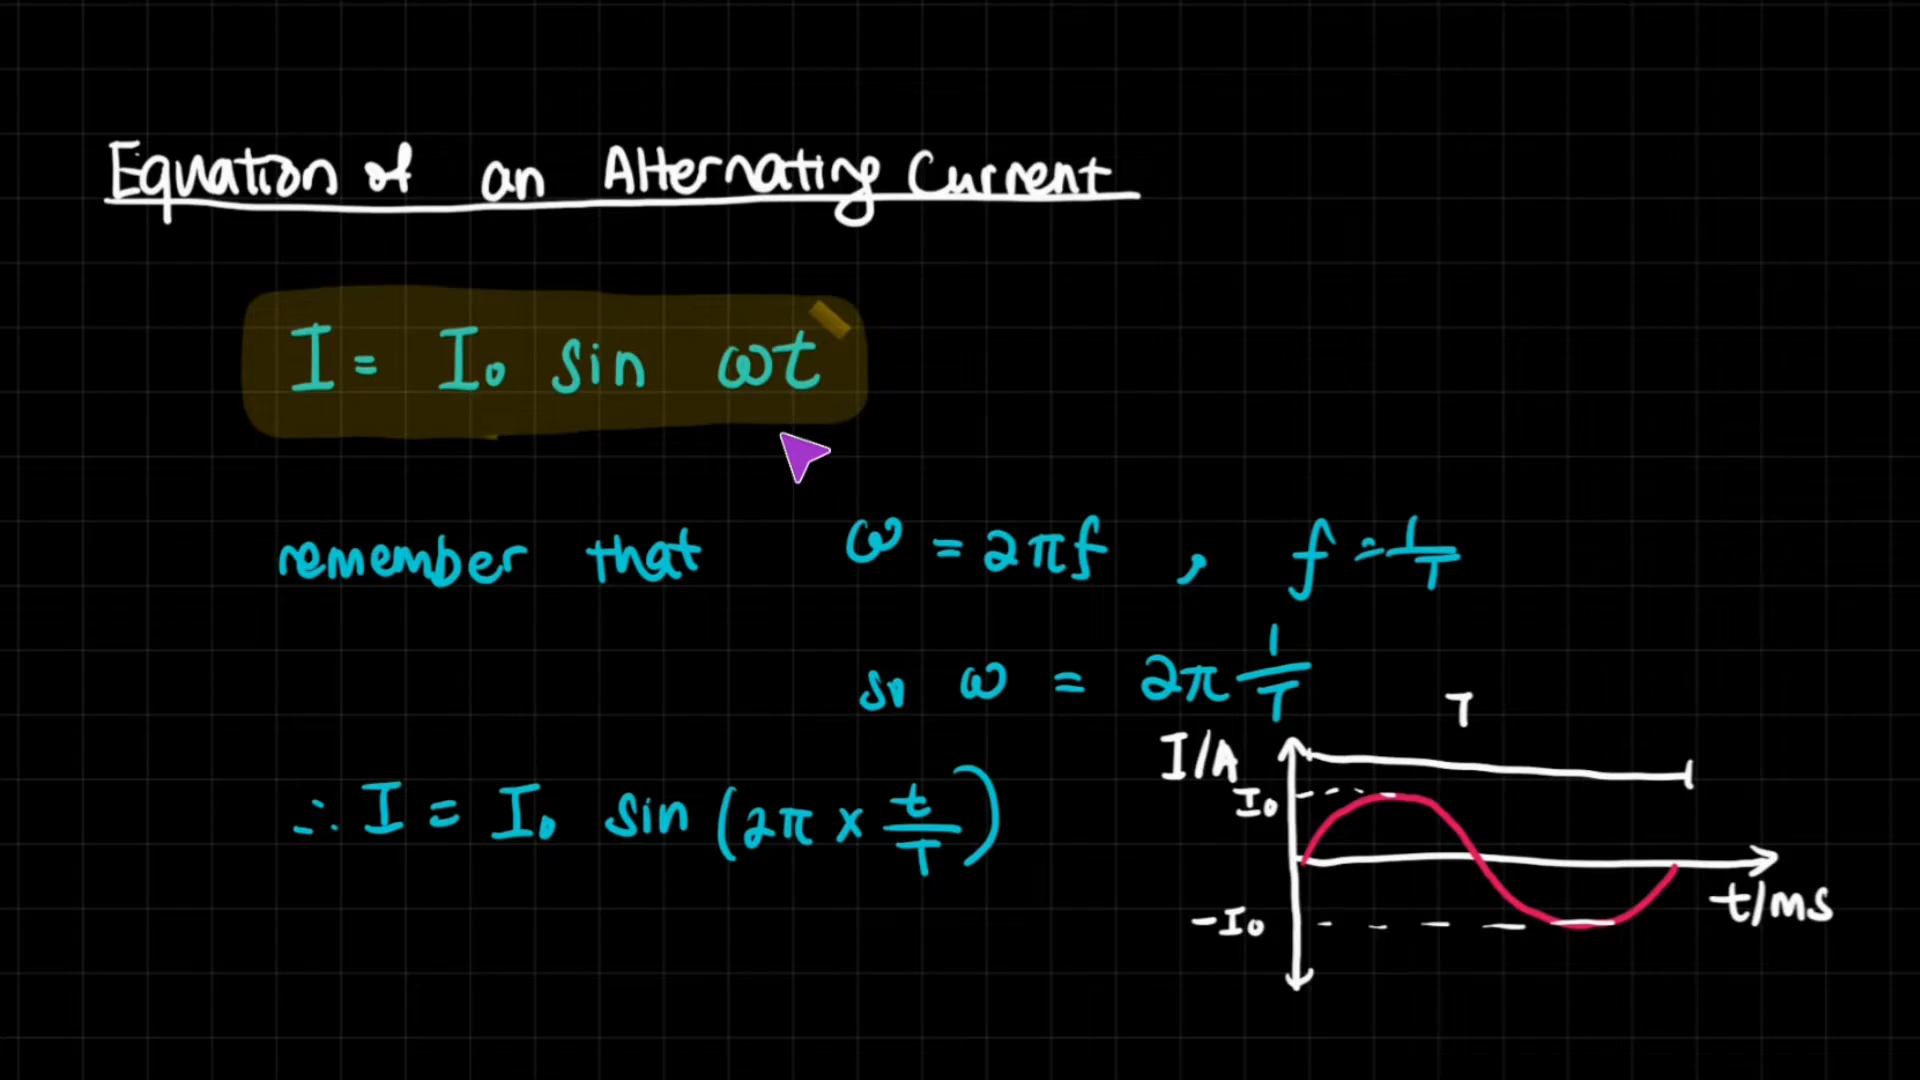 Equation of an Alternating Current
I = I₀ sin ωt
remember that ω = 2πf , f = 1/T
so ω = 2π 1/T
∴ I = I₀ sin (2π × t/T)
T
I/A
I₀
t/ms
-I₀